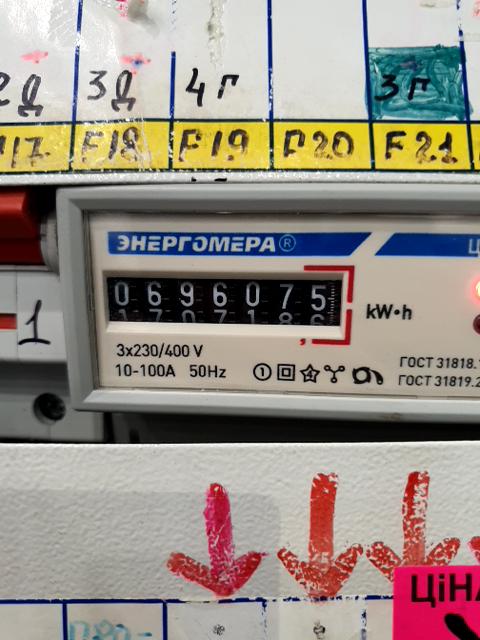 2Д 3Д 4Г 3Г
F17 F18 F19 F20 F21
ЭНЕРГОМЕРА®
0696075
kW•h
1
3x230/400 V
10-100A 50Hz
ГОСТ 31818.
ГОСТ 31819.2
ЦІНА